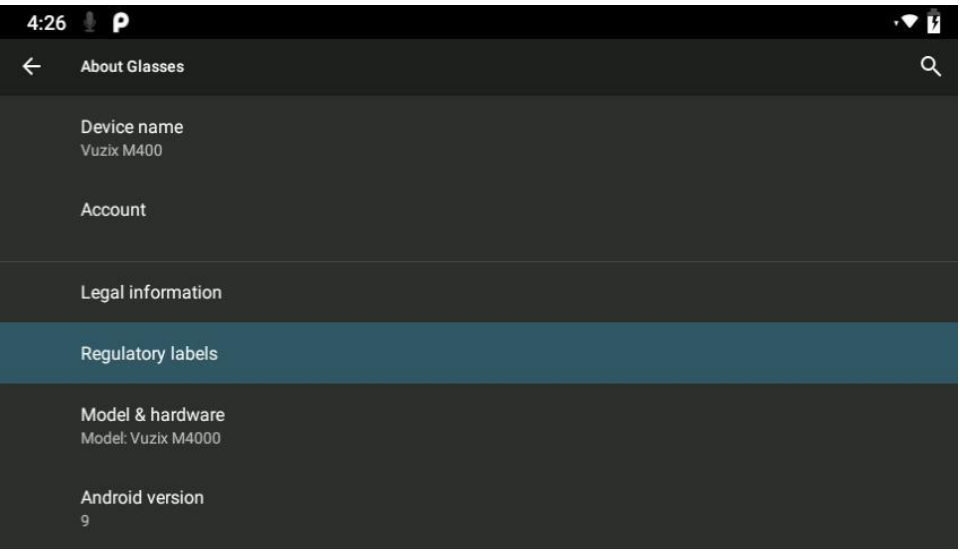 4:26
About Glasses
Device name
Vuzix M400
Account
Legal information
Regulatory labels
Model & hardware
Model: Vuzix M4000
Android version
9